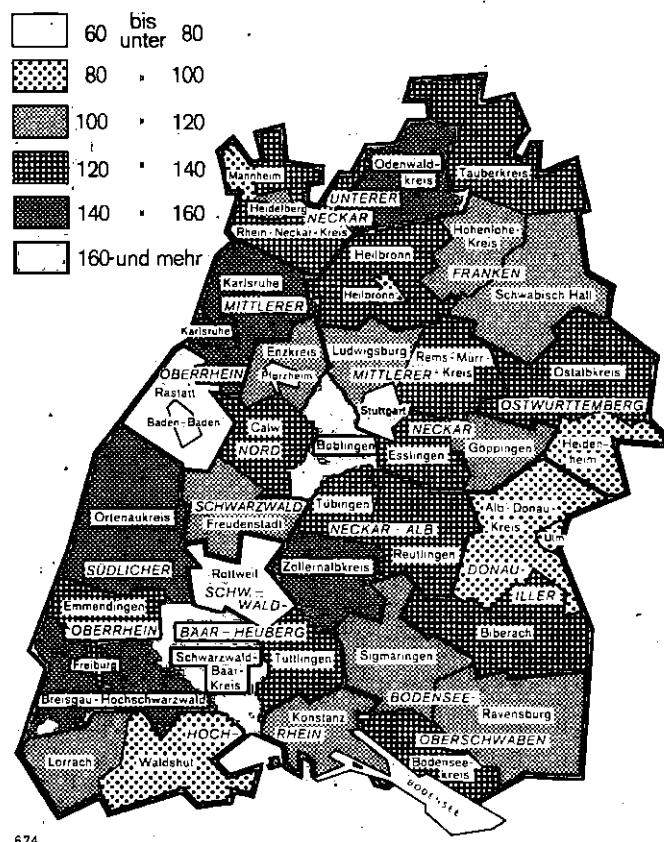 60 bis unter 80
80 " 100
100 " 120
120 " 140
140 " 160
160 und mehr
Mannheim
Odenwald-
kreis
Tauberkreis
UNTERER
Heidelberg
NECKAR
Rhein-Neckar-Kreis
Hohenlohe-
Kreis
Heilbronn
FRANKEN
Karlsruhe
Heilbronn
Schwäbisch Hall
MITTLERER
Karlsruhe
Enzkreis
Ludwigsburg
Rems-Murr-
Kreis
OBERRHEIN
Pforzheim
MITTLERER
Ostalbkreis
Rastatt
Stuttgart
OSTWÜRTTEMBERG
Baden-Baden
Calw
NECKAR
Böblingen
Esslingen
Göppingen
Heiden-
heim
NORD
SCHWARZWALD
Tübingen
Alb-Donau-
Kreis
Ortenaukreis
Freudenstadt
NECKAR-ALB
Ulm
Reutlingen
SÜDLICHER
Rottweil
Zollernalbkreis
DONAU-
SCHW.-
WALD-
ILLER
Emmendingen
Biberach
OBERRHEIN
BAAR-HEUBERG
Freiburg
Schwarzwald-
Baar-
Kreis
Tuttlingen
Sigmaringen
Breisgau-Hochschwarzwald
BODENSEE-
Konstanz
Ravensburg
HOCH-
RHEIN
OBERSCHWABEN
Lörrach
Waldshut
Bodensee-
kreis
BODENSEE
674